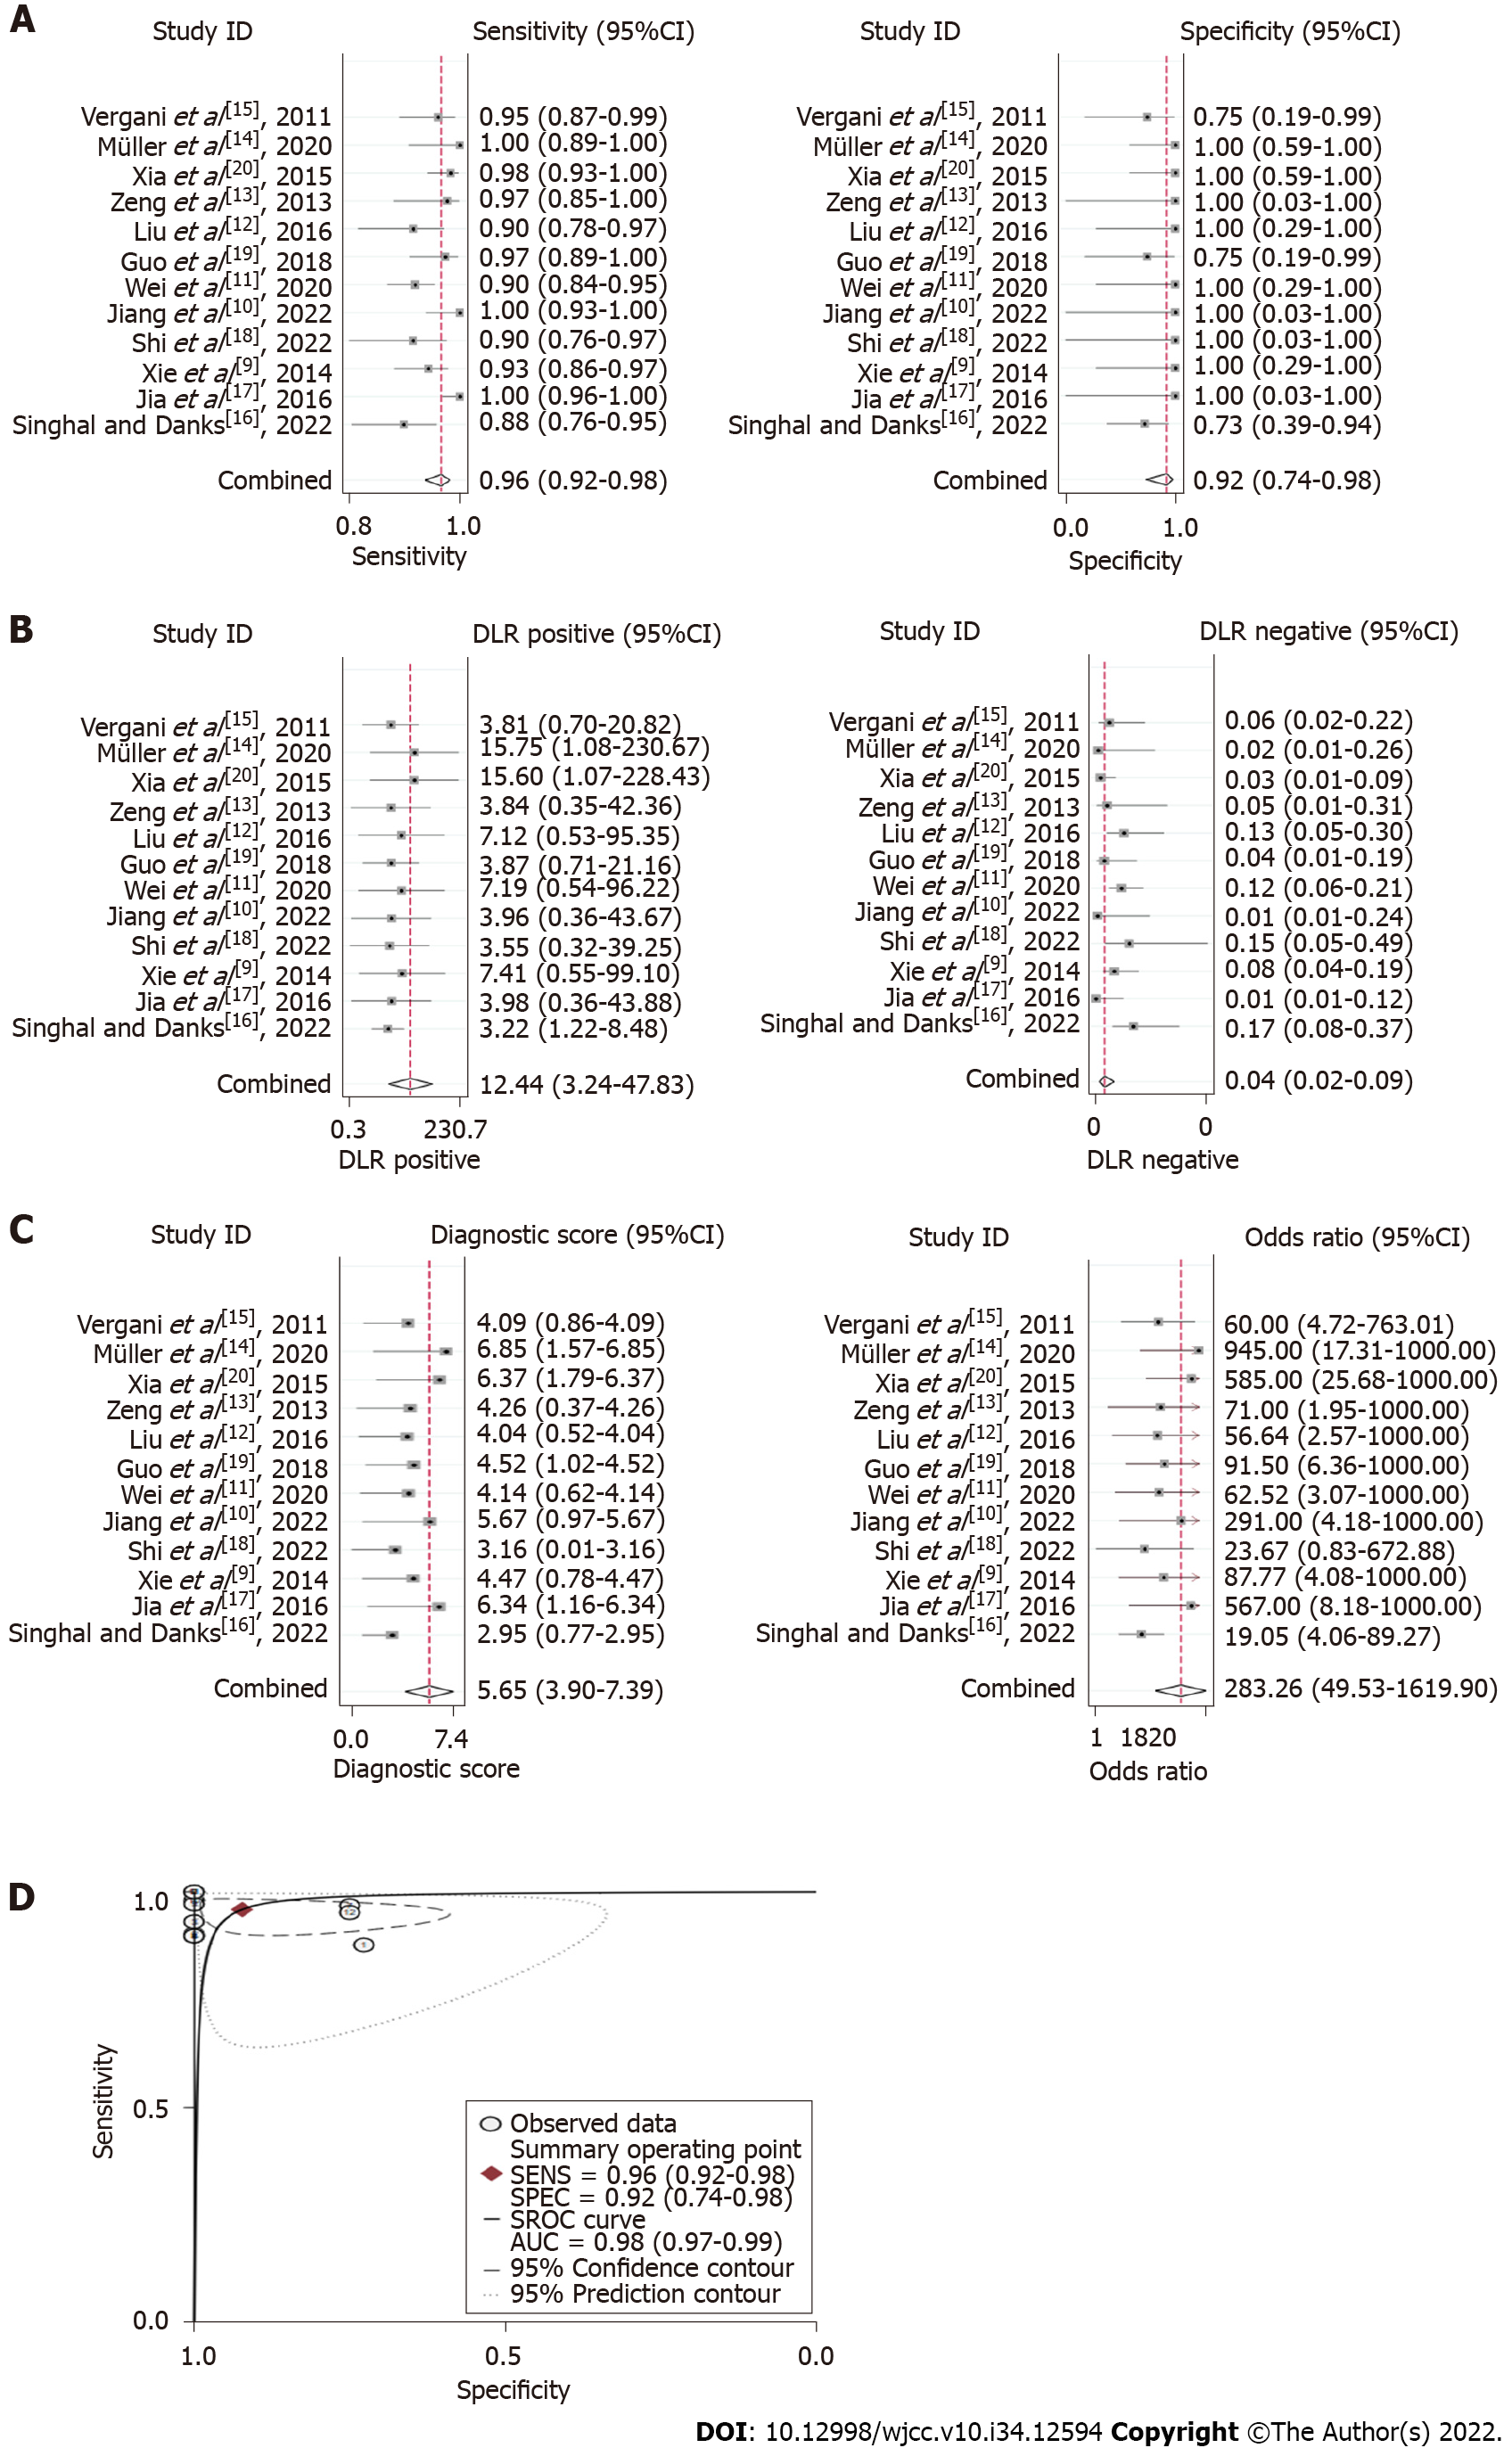 A
Study ID Sensitivity (95%CI)
Vergani et al[15], 2011 0.95 (0.87-0.99)
Müller et al[14], 2020 1.00 (0.89-1.00)
Xia et al[20], 2015 0.98 (0.93-1.00)
Zeng et al[13], 2013 0.97 (0.85-1.00)
Liu et al[12], 2016 0.90 (0.78-0.97)
Guo et al[19], 2018 0.97 (0.89-1.00)
Wei et al[11], 2020 0.90 (0.84-0.95)
Jiang et al[10], 2022 1.00 (0.93-1.00)
Shi et al[18], 2022 0.90 (0.76-0.97)
Xie et al[9], 2014 0.93 (0.86-0.97)
Jia et al[17], 2016 1.00 (0.96-1.00)
Singhal and Danks[16], 2022 0.88 (0.76-0.95)
Combined 0.96 (0.92-0.98)
0.8 1.0
Sensitivity
Study ID Specificity (95%CI)
Vergani et al[15], 2011 0.75 (0.19-0.99)
Müller et al[14], 2020 1.00 (0.59-1.00)
Xia et al[20], 2015 1.00 (0.59-1.00)
Zeng et al[13], 2013 1.00 (0.03-1.00)
Liu et al[12], 2016 1.00 (0.29-1.00)
Guo et al[19], 2018 0.75 (0.19-0.99)
Wei et al[11], 2020 1.00 (0.29-1.00)
Jiang et al[10], 2022 1.00 (0.03-1.00)
Shi et al[18], 2022 1.00 (0.03-1.00)
Xie et al[9], 2014 1.00 (0.29-1.00)
Jia et al[17], 2016 1.00 (0.03-1.00)
Singhal and Danks[16], 2022 0.73 (0.39-0.94)
Combined 0.92 (0.74-0.98)
0.0 1.0
Specificity
B
Study ID DLR positive (95%CI)
Vergani et al[15], 2011 3.81 (0.70-20.82)
Müller et al[14], 2020 15.75 (1.08-230.67)
Xia et al[20], 2015 15.60 (1.07-228.43)
Zeng et al[13], 2013 3.84 (0.35-42.36)
Liu et al[12], 2016 7.12 (0.53-95.35)
Guo et al[19], 2018 3.87 (0.71-21.16)
Wei et al[11], 2020 7.19 (0.54-96.22)
Jiang et al[10], 2022 3.96 (0.36-43.67)
Shi et al[18], 2022 3.55 (0.32-39.25)
Xie et al[9], 2014 7.41 (0.55-99.10)
Jia et al[17], 2016 3.98 (0.36-43.88)
Singhal and Danks[16], 2022 3.22 (1.22-8.48)
Combined 12.44 (3.24-47.83)
0.3 230.7
DLR positive
Study ID DLR negative (95%CI)
Vergani et al[15], 2011 0.06 (0.02-0.22)
Müller et al[14], 2020 0.02 (0.01-0.26)
Xia et al[20], 2015 0.03 (0.01-0.09)
Zeng et al[13], 2013 0.05 (0.01-0.31)
Liu et al[12], 2016 0.13 (0.05-0.30)
Guo et al[19], 2018 0.04 (0.01-0.19)
Wei et al[11], 2020 0.12 (0.06-0.21)
Jiang et al[10], 2022 0.01 (0.01-0.24)
Shi et al[18], 2022 0.15 (0.05-0.49)
Xie et al[9], 2014 0.08 (0.04-0.19)
Jia et al[17], 2016 0.01 (0.01-0.12)
Singhal and Danks[16], 2022 0.17 (0.08-0.37)
Combined 0.04 (0.02-0.09)
0 0
DLR negative
C
Study ID Diagnostic score (95%CI)
Vergani et al[15], 2011 4.09 (0.86-4.09)
Müller et al[14], 2020 6.85 (1.57-6.85)
Xia et al[20], 2015 6.37 (1.79-6.37)
Zeng et al[13], 2013 4.26 (0.37-4.26)
Liu et al[12], 2016 4.04 (0.52-4.04)
Guo et al[19], 2018 4.52 (1.02-4.52)
Wei et al[11], 2020 4.14 (0.62-4.14)
Jiang et al[10], 2022 5.67 (0.97-5.67)
Shi et al[18], 2022 3.16 (0.01-3.16)
Xie et al[9], 2014 4.47 (0.78-4.47)
Jia et al[17], 2016 6.34 (1.16-6.34)
Singhal and Danks[16], 2022 2.95 (0.77-2.95)
Combined 5.65 (3.90-7.39)
0.0 7.4
Diagnostic score
Study ID Odds ratio (95%CI)
Vergani et al[15], 2011 60.00 (4.72-763.01)
Müller et al[14], 2020 945.00 (17.31-1000.00)
Xia et al[20], 2015 585.00 (25.68-1000.00)
Zeng et al[13], 2013 71.00 (1.95-1000.00)
Liu et al[12], 2016 56.64 (2.57-1000.00)
Guo et al[19], 2018 91.50 (6.36-1000.00)
Wei et al[11], 2020 62.52 (3.07-1000.00)
Jiang et al[10], 2022 291.00 (4.18-1000.00)
Shi et al[18], 2022 23.67 (0.83-672.88)
Xie et al[9], 2014 87.77 (4.08-1000.00)
Jia et al[17], 2016 567.00 (8.18-1000.00)
Singhal and Danks[16], 2022 19.05 (4.06-89.27)
Combined 283.26 (49.53-1619.90)
1 1820
Odds ratio
D
1.0
0.5
0.0
Sensitivity
Observed data
Summary operating point
SENS = 0.96 (0.92-0.98)
SPEC = 0.92 (0.74-0.98)
SROC curve
AUC = 0.98 (0.97-0.99)
95% Confidence contour
95% Prediction contour
1.0 0.5 0.0
Specificity
DOI: 10.12998/wjcc.v10.i34.12594 Copyright ©The Author(s) 2022.